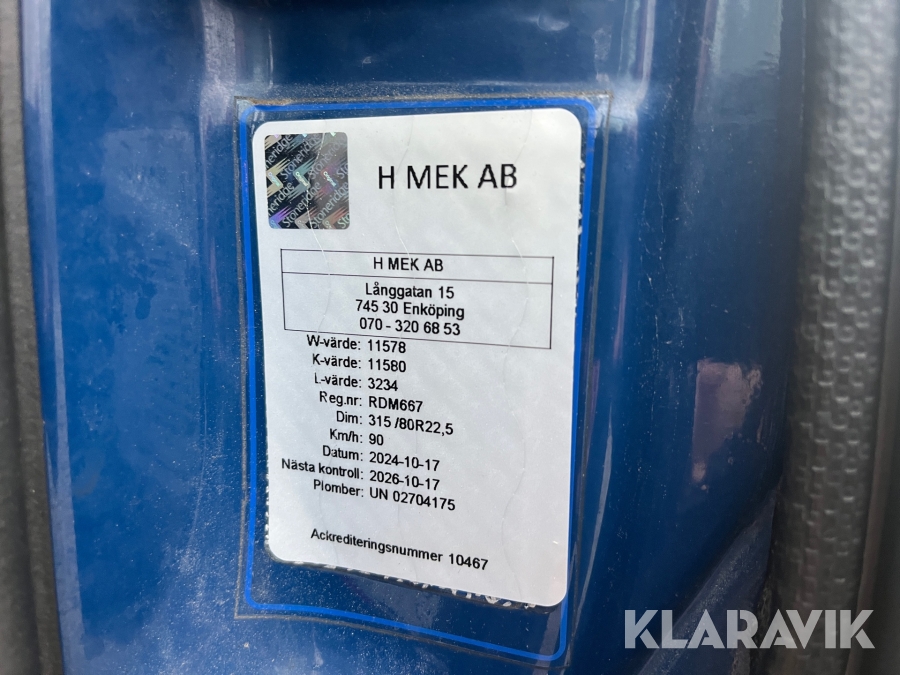 Stoneridge
H MEK AB
H MEK AB
Långgatan 15
745 30 Enköping
070 - 320 68 53
W-värde: 11578
K-värde: 11580
L-värde: 3234
Reg.nr: RDM667
Dim: 315 /80R22,5
Km/h: 90
Datum: 2024-10-17
Nästa kontroll: 2026-10-17
Plomber: UN 02704175
Ackrediteringsnummer 10467
KLARAVIK